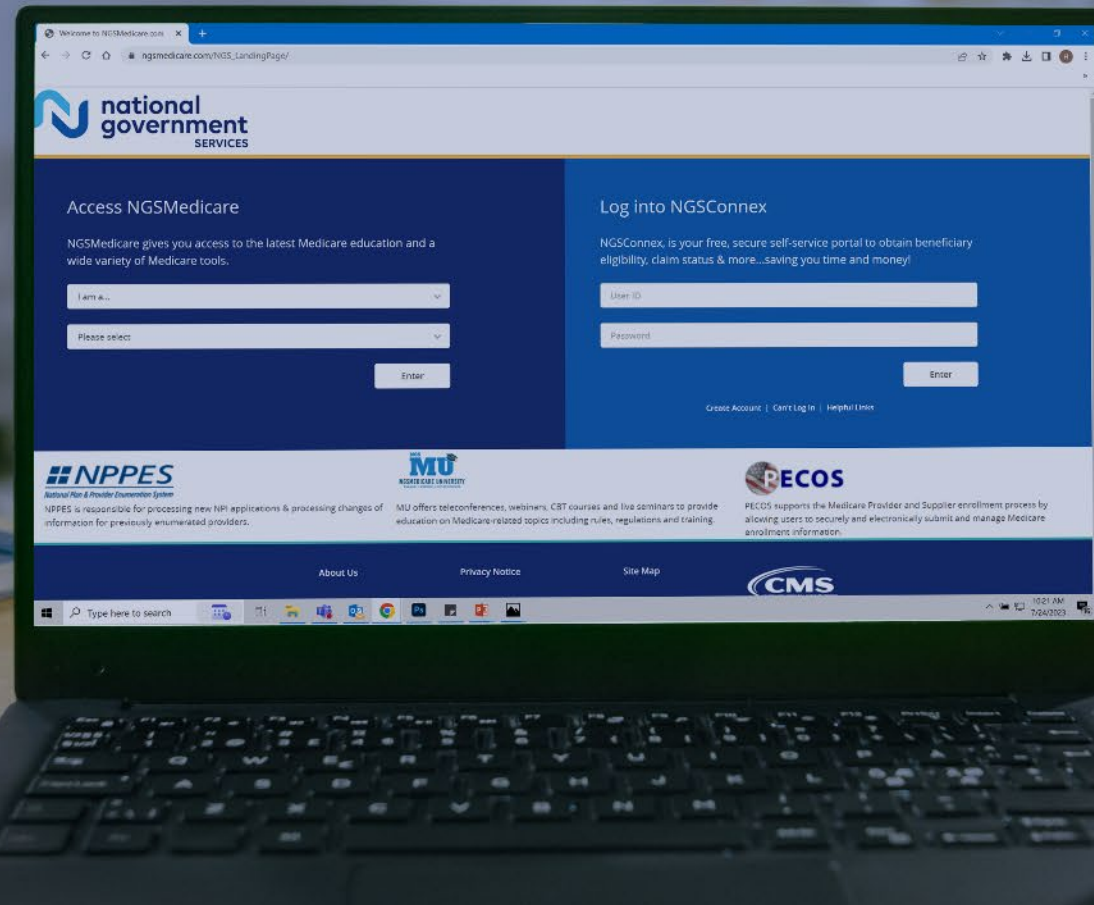 Welcome to NGSMedicare.com
ngsmedicare.com/NGS_LandingPage/
national
government
SERVICES
Access NGSMedicare
NGSMedicare gives you access to the latest Medicare education and a
wide variety of Medicare tools.
I am a...
Please select
Enter
Log into NGSConnex
NGSConnex, is your free, secure self-service portal to obtain beneficiary
eligibility, claim status & more...saving you time and money!
User ID
Password
Enter
Create Account | Can't Log In | Helpful Links
NPPES
National Plan & Provider Enumeration System
NPPES is responsible for processing new NPI applications & processing changes of
information for previously enumerated providers.
MU
NGSMEDICARE UNIVERSITY
MU offers teleconferences, webinars, CBT courses and live seminars to provide
education on Medicare-related topics including rules, regulations and training.
PECOS
PECOS supports the Medicare Provider and Supplier enrollment process by
allowing users to securely and electronically submit and manage Medicare
enrollment information.
About Us
Privacy Notice
Site Map
CMS
Type here to search
Ps
10:21 AM
7/24/2023